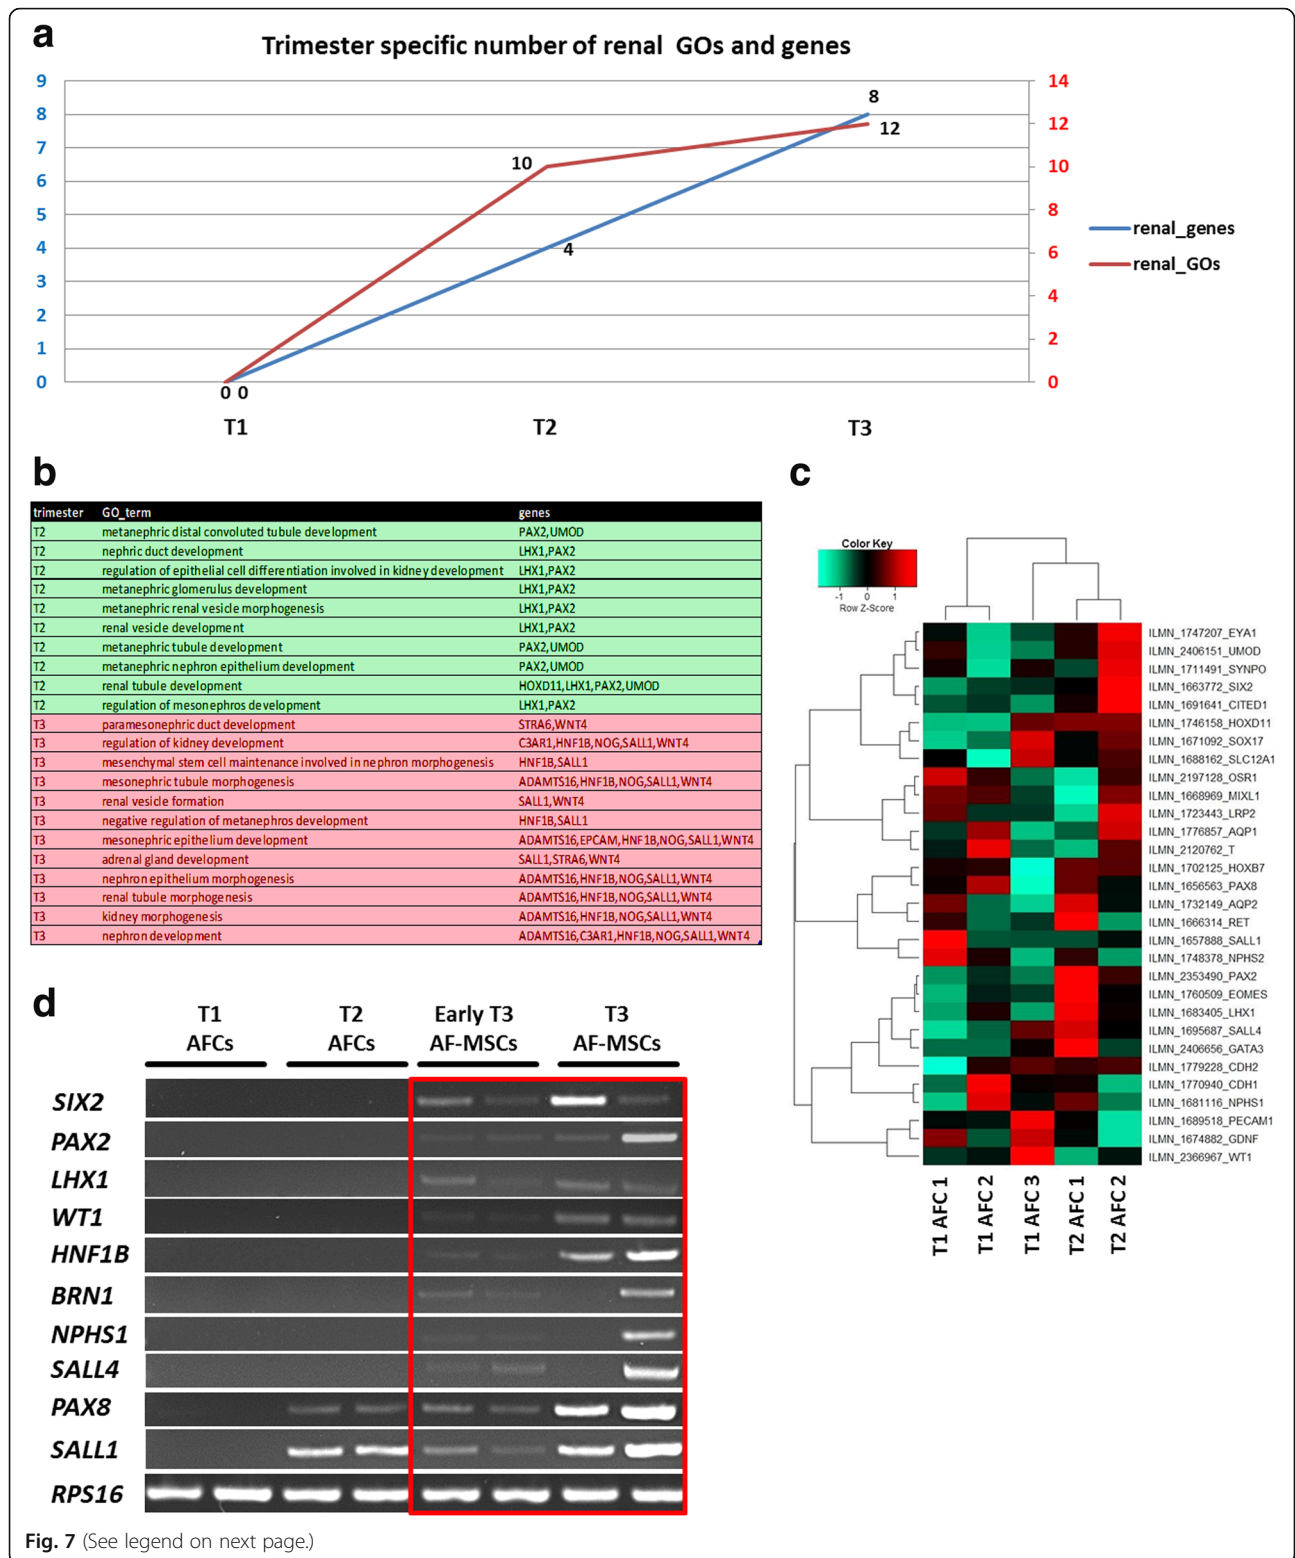 a
Trimester specific number of renal GOs and genes
9
8
7
6
5
4
3
2
1
0
14
12
10
8
6
4
2
0
8
12
10
4
0 0
T1
T2
T3
renal_genes
renal_GOs
b
trimester GO_term genes
T2 metanephric distal convoluted tubule development PAX2,UMOD
T2 nephric duct development LHX1,PAX2
T2 regulation of epithelial cell differentiation involved in kidney development LHX1,PAX2
T2 metanephric glomerulus development LHX1,PAX2
T2 metanephric renal vesicle morphogenesis LHX1,PAX2
T2 renal vesicle development LHX1,PAX2
T2 metanephric tubule development PAX2,UMOD
T2 metanephric nephron epithelium development PAX2,UMOD
T2 renal tubule development HOXD11,LHX1,PAX2,UMOD
T2 regulation of mesonephros development LHX1,PAX2
T3 paramesonephric duct development STRA6,WNT4
T3 regulation of kidney development C3AR1,HNF1B,NOG,SALL1,WNT4
T3 mesenchymal stem cell maintenance involved in nephron morphogenesis HNF1B,SALL1
T3 mesonephric tubule morphogenesis ADAMTS16,HNF1B,NOG,SALL1,WNT4
T3 renal vesicle formation SALL1,WNT4
T3 negative regulation of metanephros development HNF1B,SALL1
T3 mesonephric epithelium development ADAMTS16,EPCAM,HNF1B,NOG,SALL1,WNT4
T3 adrenal gland development SALL1,STRA6,WNT4
T3 nephron epithelium morphogenesis ADAMTS16,HNF1B,NOG,SALL1,WNT4
T3 renal tubule morphogenesis ADAMTS16,HNF1B,NOG,SALL1,WNT4
T3 kidney morphogenesis ADAMTS16,HNF1B,NOG,SALL1,WNT4
T3 nephron development ADAMTS16,C3AR1,HNF1B,NOG,SALL1,WNT4
c
Color Key
-1 0 1
Row Z-Score
ILMN_1747207_EYA1
ILMN_2406151_UMOD
ILMN_1711491_SYNPO
ILMN_1663772_SIX2
ILMN_1691641_CITED1
ILMN_1746158_HOXD11
ILMN_1671092_SOX17
ILMN_1688162_SLC12A1
ILMN_2197128_OSR1
ILMN_1668969_MIXL1
ILMN_1723443_LRP2
ILMN_1776857_AQP1
ILMN_2120762_T
ILMN_1702125_HOXB7
ILMN_1656563_PAX8
ILMN_1732149_AQP2
ILMN_1666314_RET
ILMN_1657888_SALL1
ILMN_1748378_NPHS2
ILMN_2353490_PAX2
ILMN_1760509_EOMES
ILMN_1683405_LHX1
ILMN_1695687_SALL4
ILMN_2406656_GATA3
ILMN_1779228_CDH2
ILMN_1770940_CDH1
ILMN_1681116_NPHS1
ILMN_1689518_PECAM1
ILMN_1674882_GDNF
ILMN_2366967_WT1
T1 AFC 1
T1 AFC 2
T1 AFC 3
T2 AFC 1
T2 AFC 2
d
T1
AFCs
T2
AFCs
Early T3
AF-MSCs
T3
AF-MSCs
SIX2
PAX2
LHX1
WT1
HNF1B
BRN1
NPHS1
SALL4
PAX8
SALL1
RPS16
Fig. 7 (See legend on next page.)